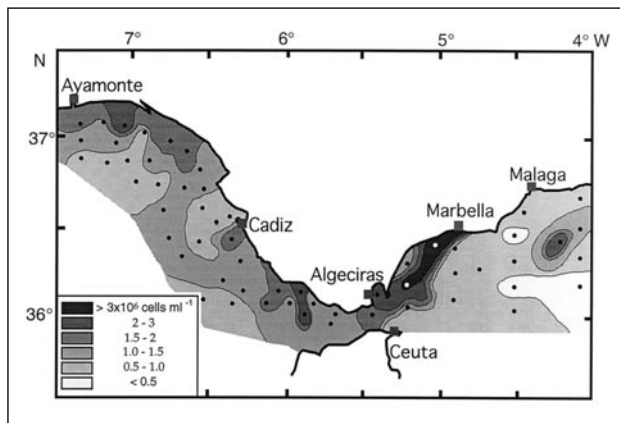 N
7°
6°
5°
4° W
Ayamonte
37°
Malaga
Marbella
Cadiz
Algeciras
36°
Ceuta
> 3x10⁶ cells ml ⁻¹
2 - 3
1.5 - 2
1.0 - 1.5
0.5 - 1.0
< 0.5